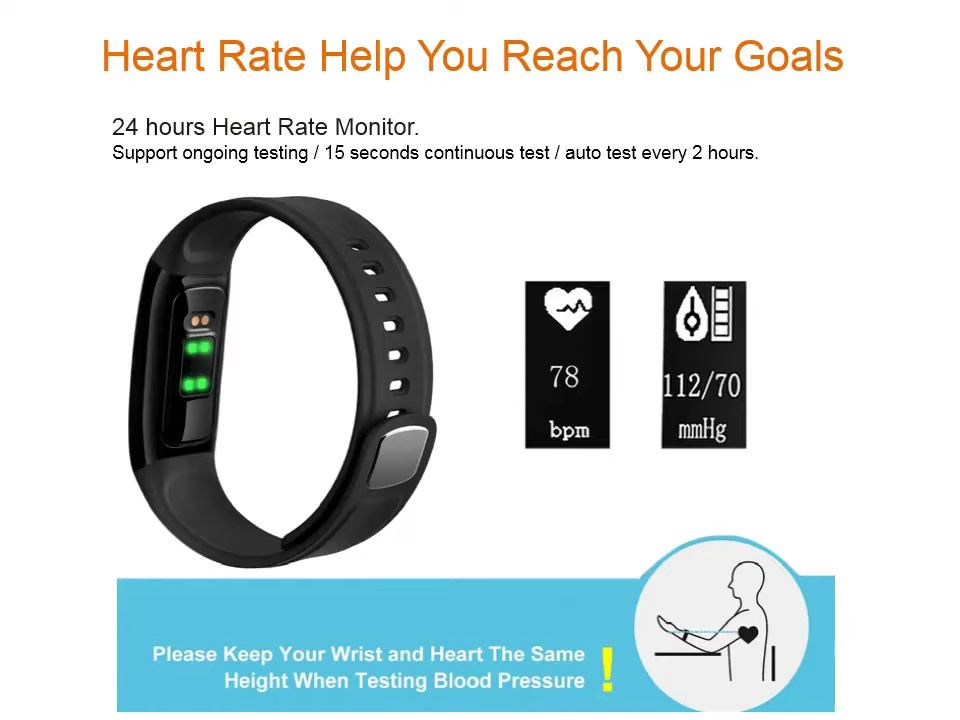 Heart Rate Help You Reach Your Goals
24 hours Heart Rate Monitor.
Support ongoing testing / 15 seconds continuous test / auto test every 2 hours.
78
bpm
112/70
mmHg
Please Keep Your Wrist and Heart The Same
Height When Testing Blood Pressure !